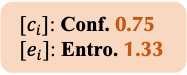 [c_i]: Conf. 0.75
[e_i]: Entro. 1.33